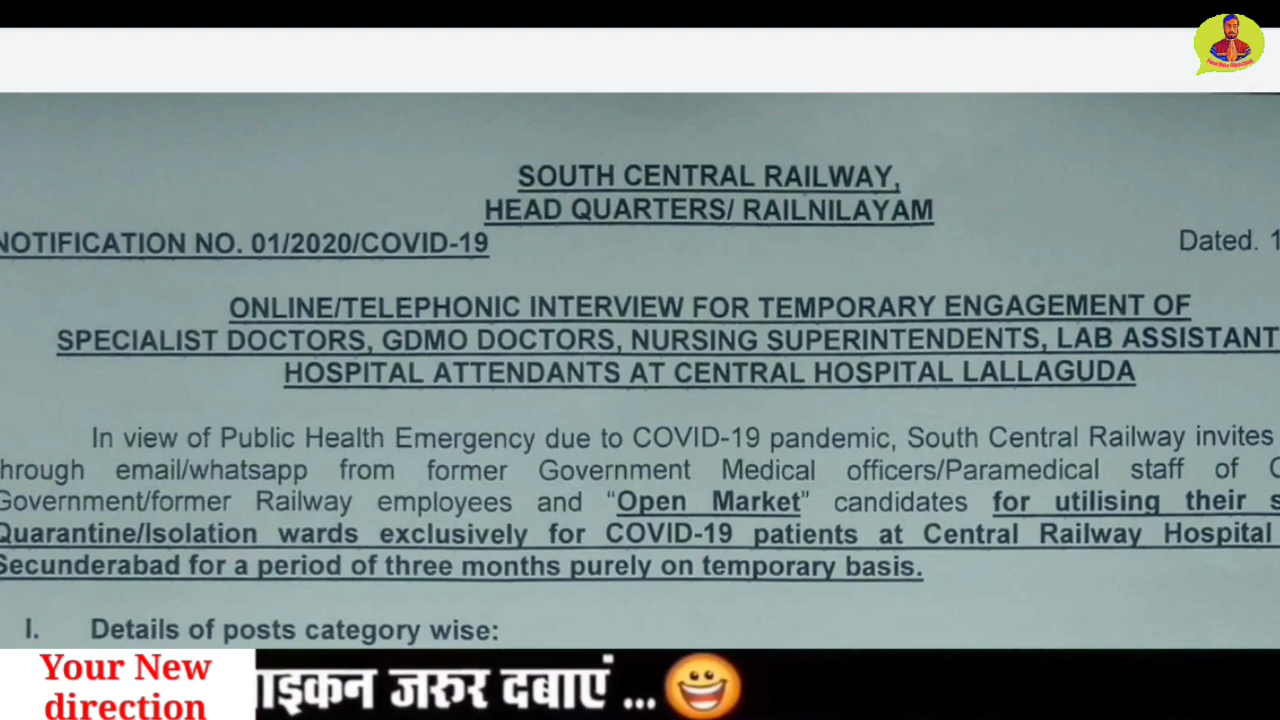 SOUTH CENTRAL RAILWAY,
HEAD QUARTERS/ RAILNILAYAM
NOTIFICATION NO. 01/2020/COVID-19
Dated. 1
ONLINE/TELEPHONIC INTERVIEW FOR TEMPORARY ENGAGEMENT OF
SPECIALIST DOCTORS, GDMO DOCTORS, NURSING SUPERINTENDENTS, LAB ASSISTANT
HOSPITAL ATTENDANTS AT CENTRAL HOSPITAL LALLAGUDA
In view of Public Health Emergency due to COVID-19 pandemic, South Central Railway invites
hrough email/whatsapp from former Government Medical officers/Paramedical staff of
Government/former Railway employees and “Open Market” candidates for utilising their s
Quarantine/Isolation wards exclusively for COVID-19 patients at Central Railway Hospital
Secunderabad for a period of three months purely on temporary basis.
I. Details of posts category wise:
Your New
direction
ाइकन जरूर दबाएं ...